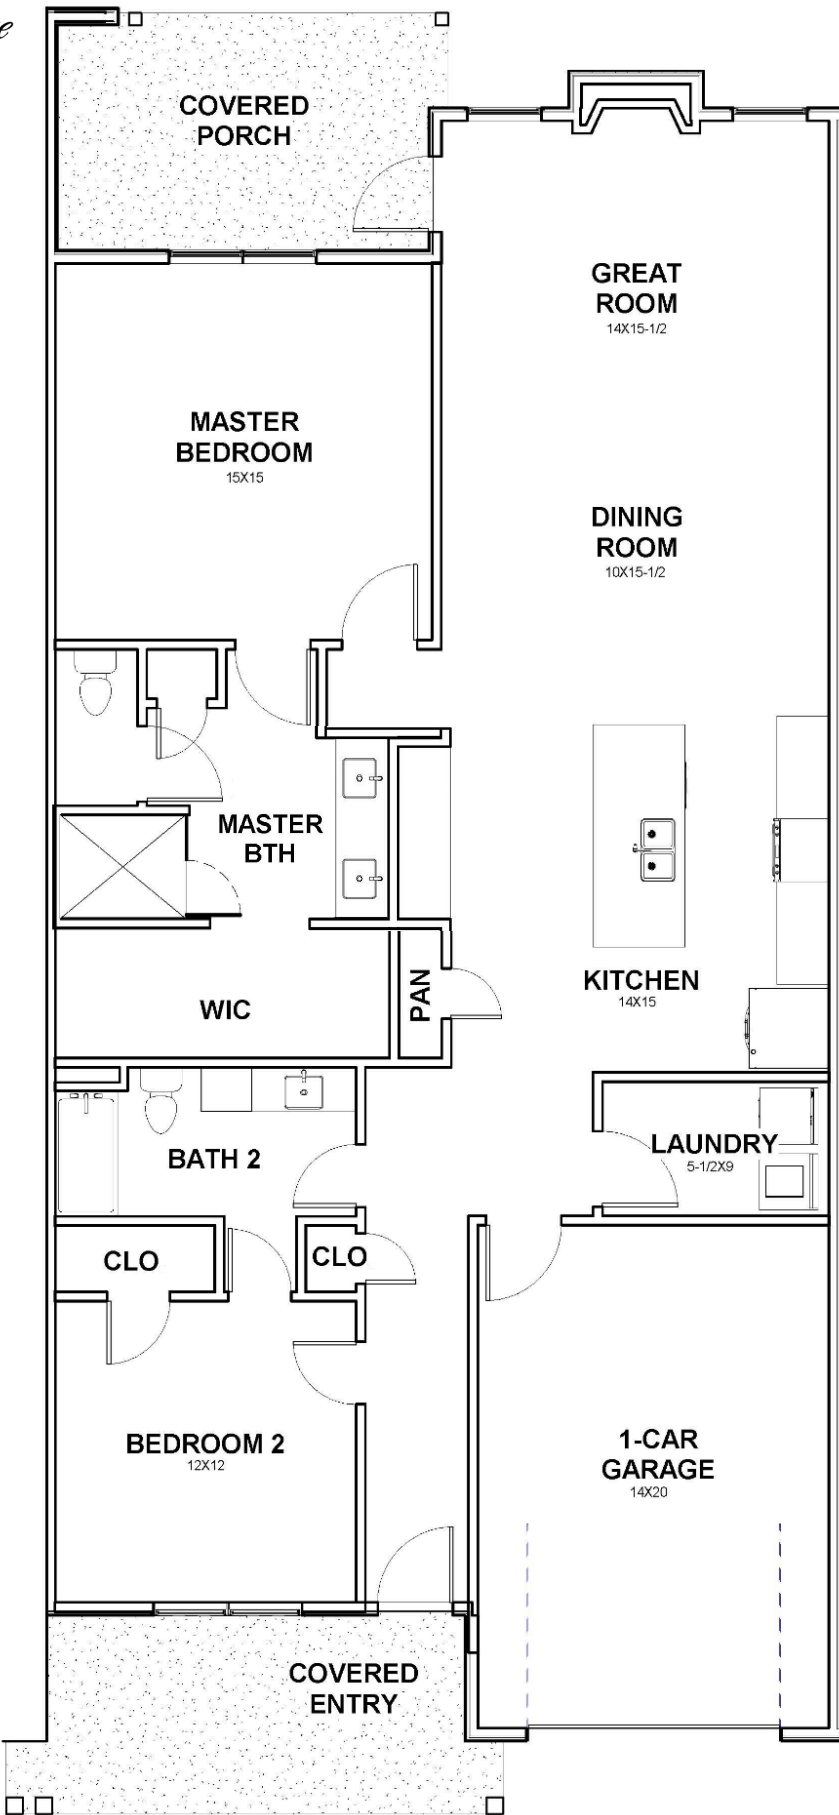 COVERED
PORCH
GREAT
ROOM
14X15-1/2
MASTER
BEDROOM
15X15
DINING
ROOM
10X15-1/2
MASTER
BTH
WIC
PAN
KITCHEN
14X15
BATH 2
LAUNDRY
5-1/2X9
CLO
CLO
BEDROOM 2
12X12
1-CAR
GARAGE
14X20
COVERED
ENTRY